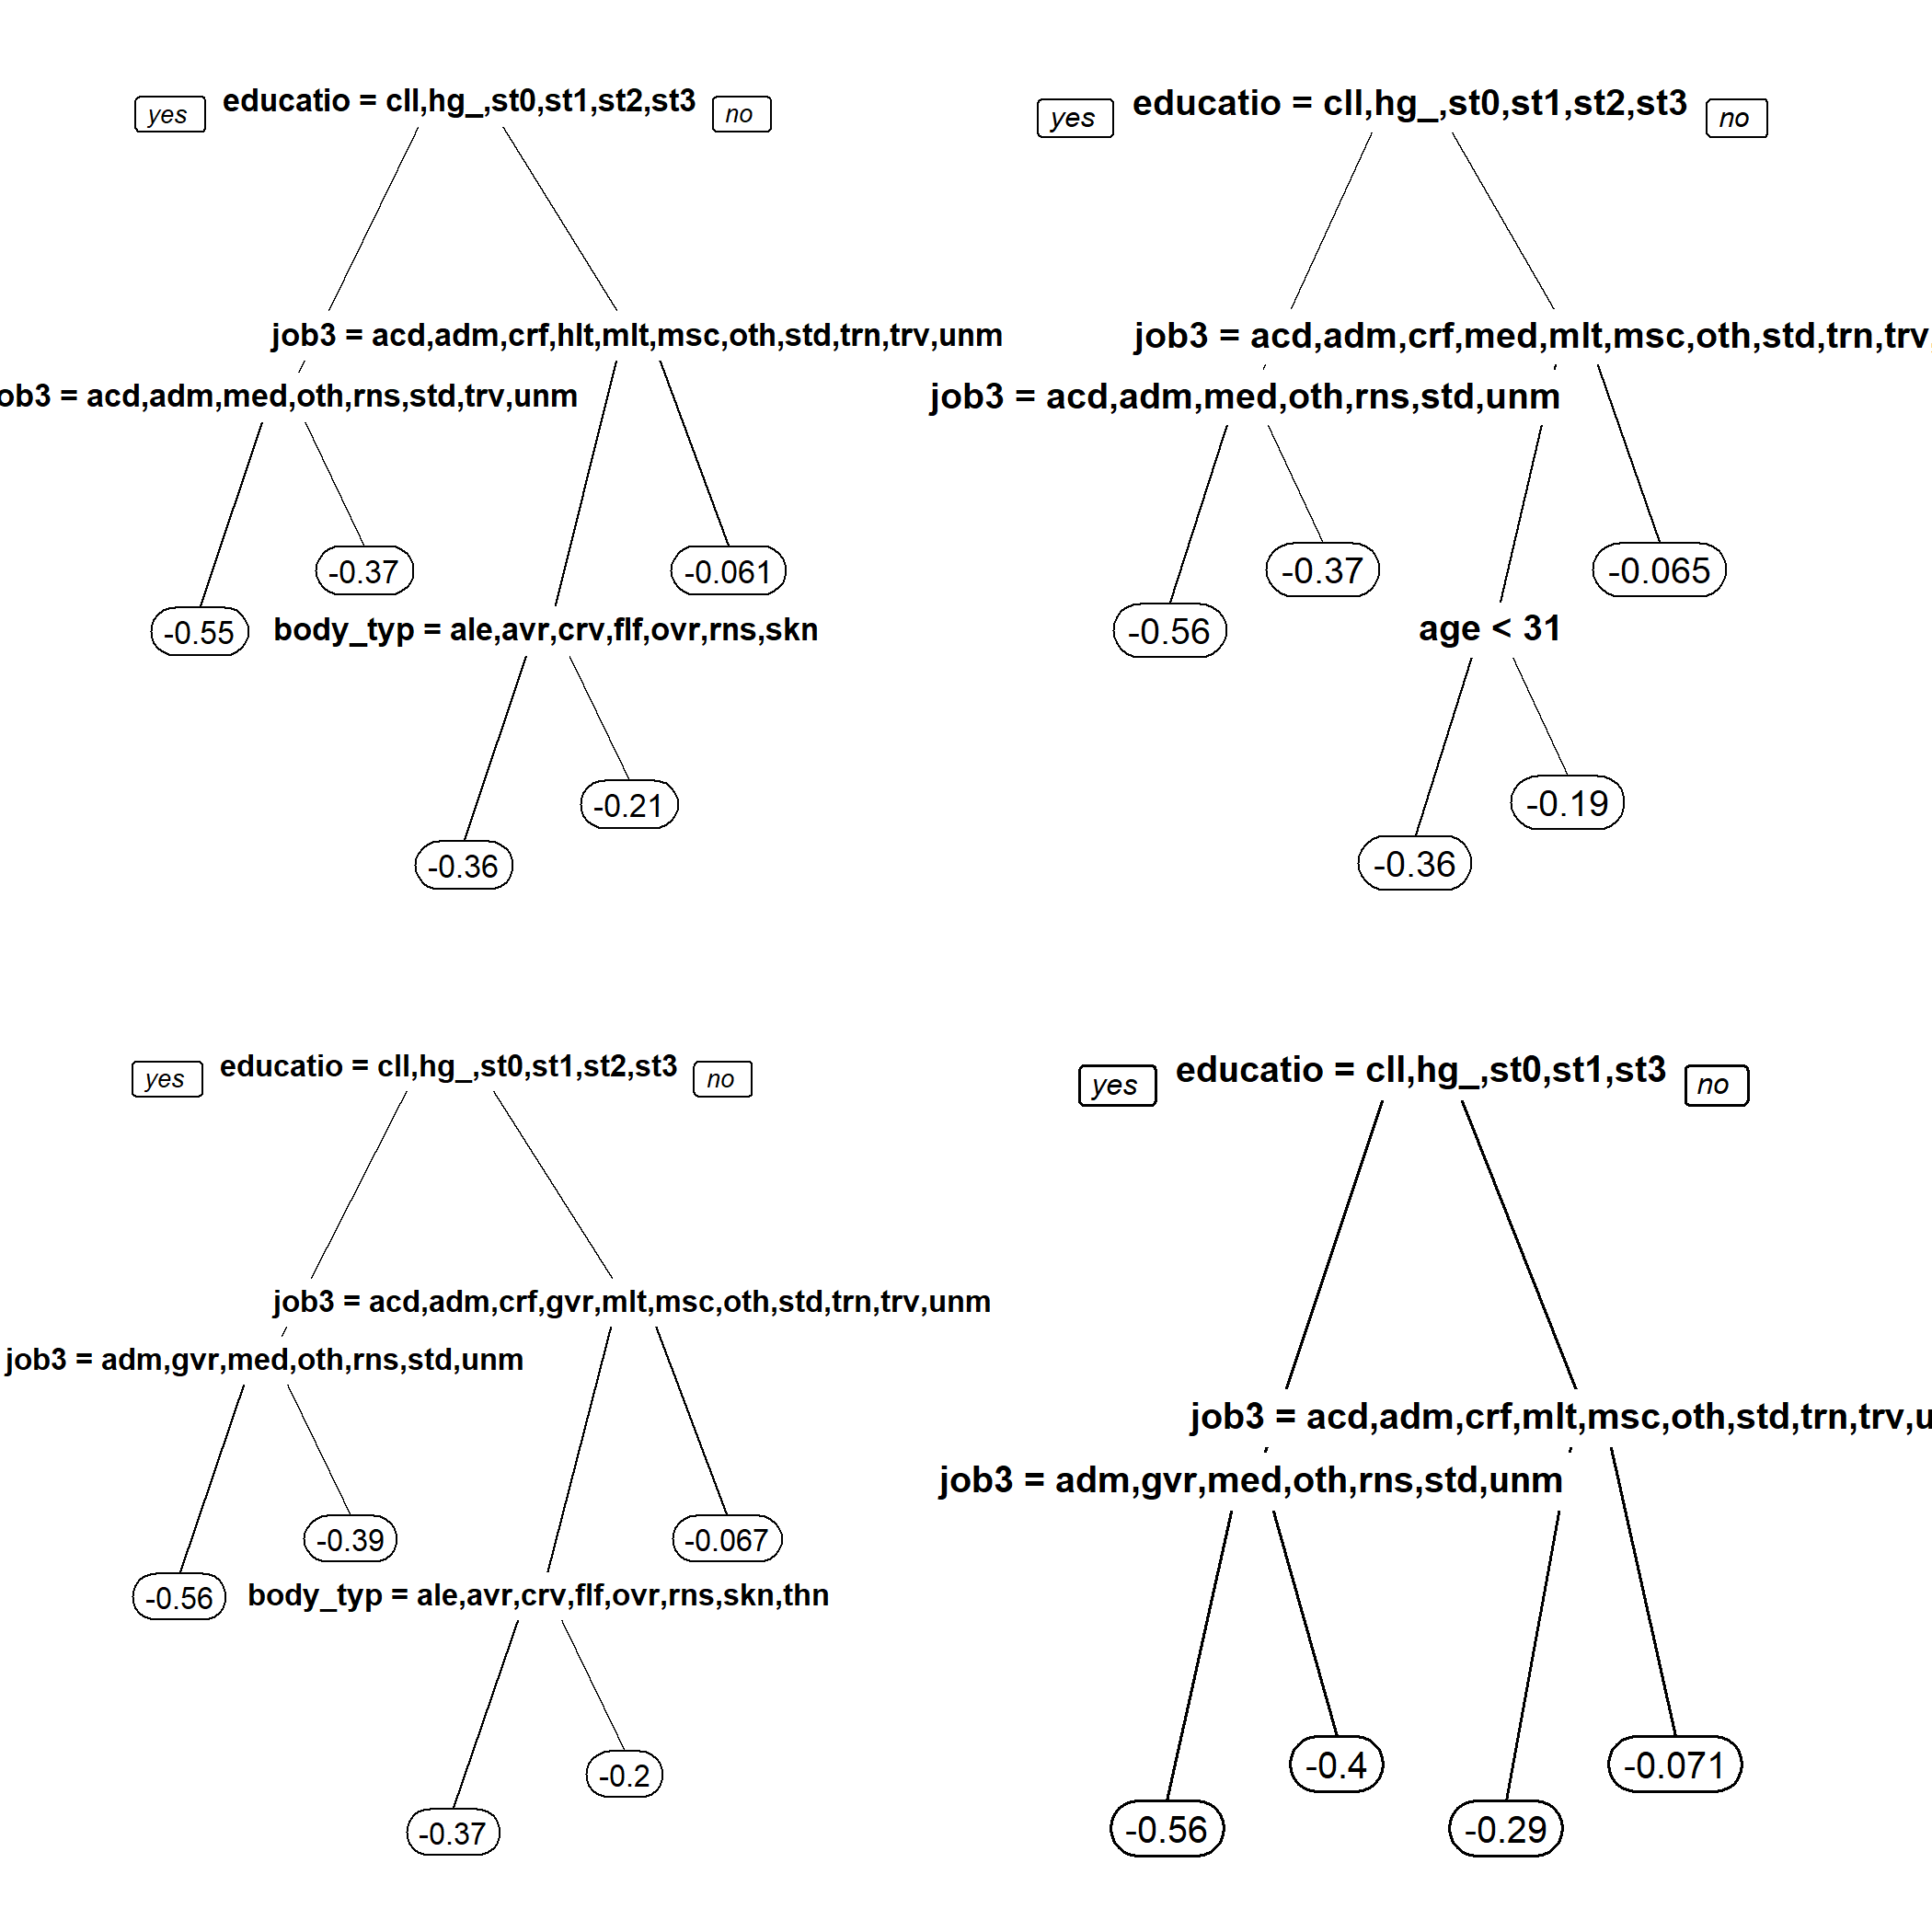 yes educatio = cll,hg_,st0,st1,st2,st3 no
job3 = acd,adm,crf,hlt,mlt,msc,oth,std,trn,trv,unm
ob3 = acd,adm,med,oth,rns,std,trv,unm
-0.37 -0.061
-0.55 body_typ = ale,avr,crv,flf,ovr,rns,skn
-0.21
-0.36
yes educatio = cll,hg_,st0,st1,st2,st3 no
job3 = acd,adm,crf,med,mlt,msc,oth,std,trn,trv,
job3 = acd,adm,med,oth,rns,std,unm
-0.37 -0.065
-0.56 age < 31
-0.19
-0.36
yes educatio = cll,hg_,st0,st1,st2,st3 no
job3 = acd,adm,crf,gvr,mlt,msc,oth,std,trn,trv,unm
job3 = adm,gvr,med,oth,rns,std,unm
-0.39 -0.067
-0.56 body_typ = ale,avr,crv,flf,ovr,rns,skn,thn
-0.2
-0.37
yes educatio = cll,hg_,st0,st1,st3 no
job3 = acd,adm,crf,mlt,msc,oth,std,trn,trv,u
job3 = adm,gvr,med,oth,rns,std,unm
-0.4 -0.071
-0.56 -0.29